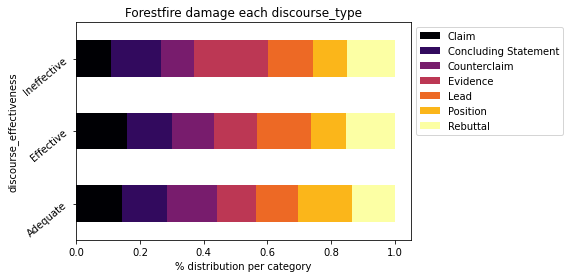 Forestfire damage each discourse_type
discourse_effectiveness
Ineffective
Effective
Adequate
0.0 0.2 0.4 0.6 0.8 1.0
% distribution per category
Claim
Concluding Statement
Counterclaim
Evidence
Lead
Position
Rebuttal